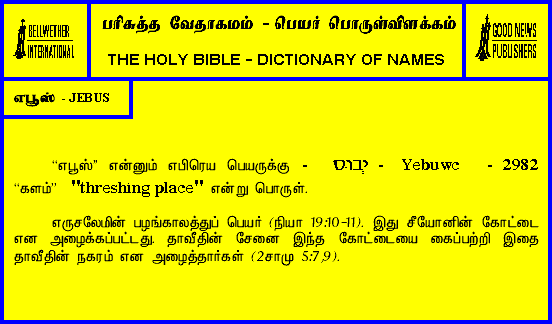 BELLWETHER
INTERNATIONAL
பரிசுத்த வேதாகமம் - பெயர் பொருள்விளக்கம்
THE HOLY BIBLE - DICTIONARY OF NAMES
GOOD NEWS
PUBLISHERS
எபூஸ் - JEBUS
“எபூஸ்” என்னும் எபிரெய பெயருக்கு - יְבוּס - Yebuwc - 2982
“களம்” "threshing place" என்று பொருள்.
எருசலேமின் பழங்காலத்துப் பெயர் (நியா 19:10-11). இது சீயோனின் கோட்டை
என அழைக்கப்பட்டது. தாவீதின் சேனை இந்த கோட்டையை கைப்பற்றி இதை
தாவீதின் நகரம் என அழைத்தார்கள் (2சாமு 5:7,9).